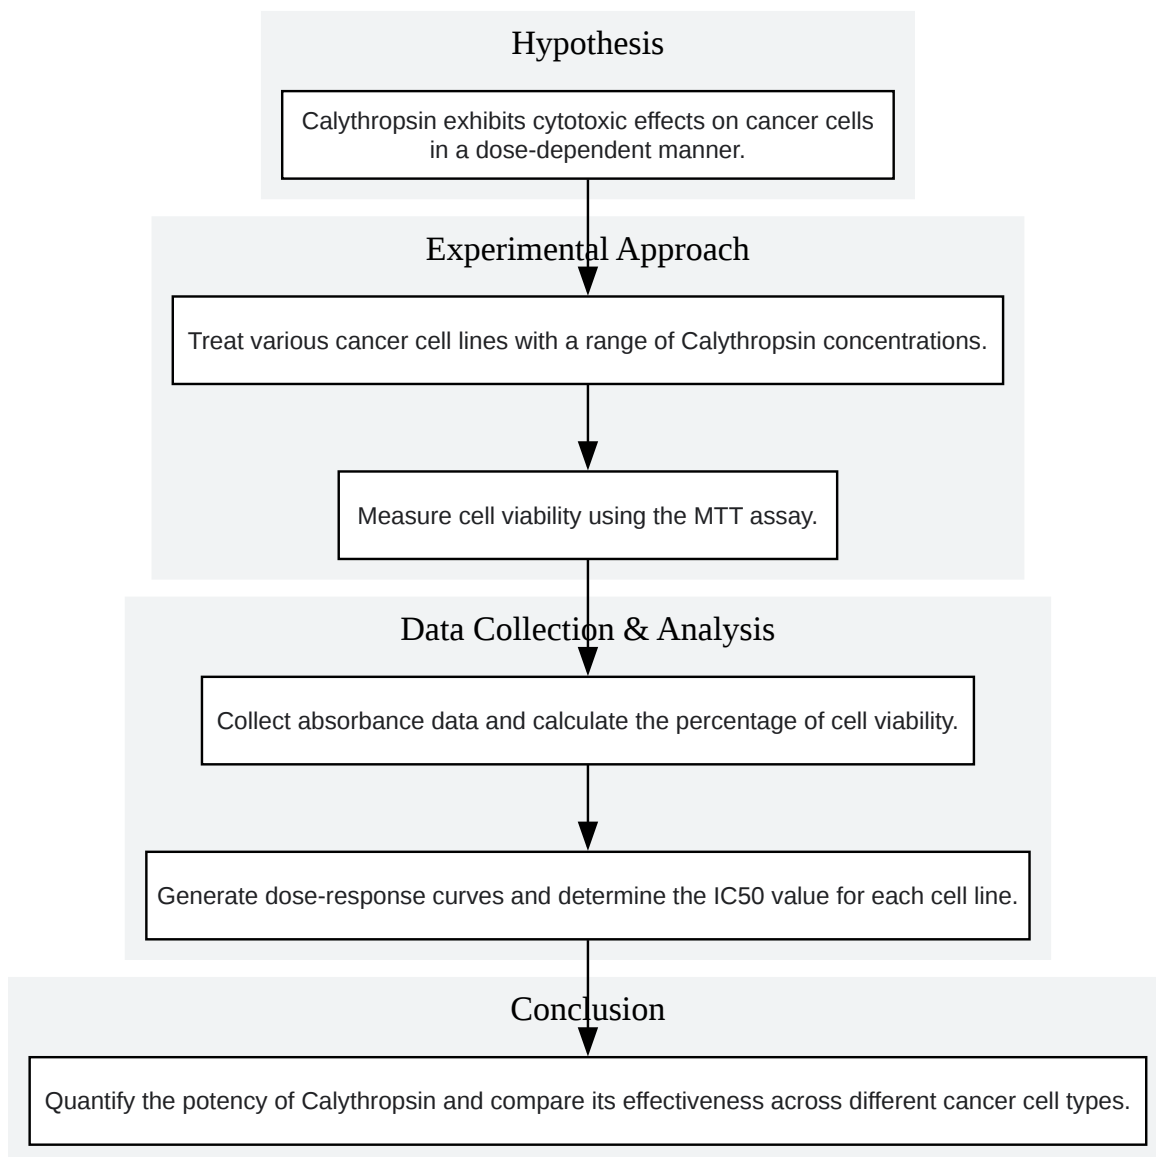 Hypothesis
Calythropsin exhibits cytotoxic effects on cancer cells
in a dose-dependent manner.
Experimental Approach
Treat various cancer cell lines with a range of Calythropsin concentrations.
Measure cell viability using the MTT assay.
Data Collection & Analysis
Collect absorbance data and calculate the percentage of cell viability.
Generate dose-response curves and determine the IC50 value for each cell line.
Conclusion
Quantify the potency of Calythropsin and compare its effectiveness across different cancer cell types.